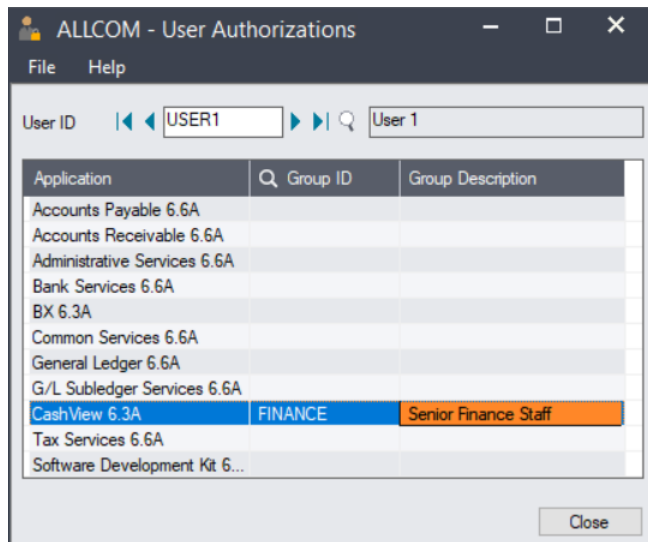 ALLCOM - User Authorizations
File Help
User ID USER1 User 1
Application Group ID Group Description
Accounts Payable 6.6A
Accounts Receivable 6.6A
Administrative Services 6.6A
Bank Services 6.6A
BX 6.3A
Common Services 6.6A
General Ledger 6.6A
G/L Subledger Services 6.6A
CashView 6.3A FINANCE Senior Finance Staff
Tax Services 6.6A
Software Development Kit 6...
Close